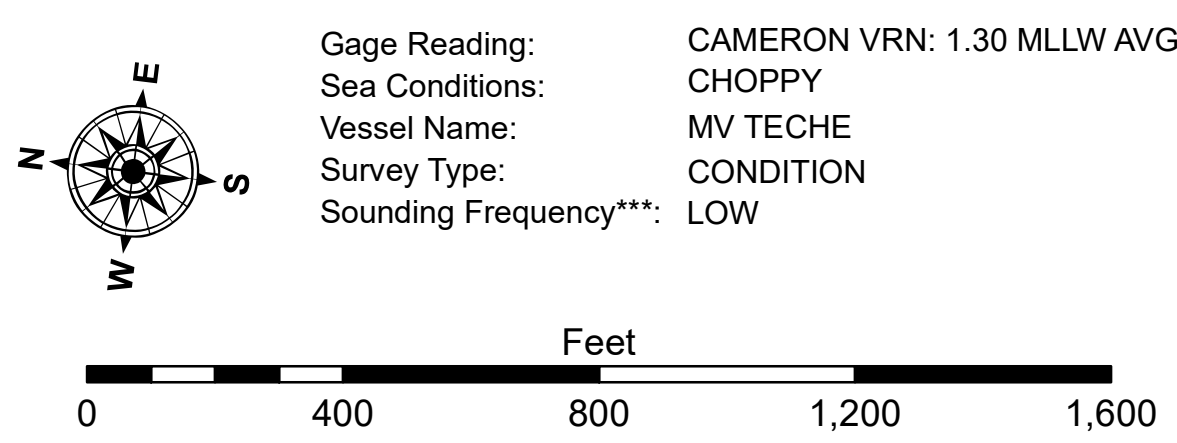 E
N
S
W
Gage Reading: CAMERON VRN: 1.30 MLLW AVG
Sea Conditions: CHOPPY
Vessel Name: MV TECHE
Survey Type: CONDITION
Sounding Frequency***: LOW
Feet
0 400 800 1,200 1,600